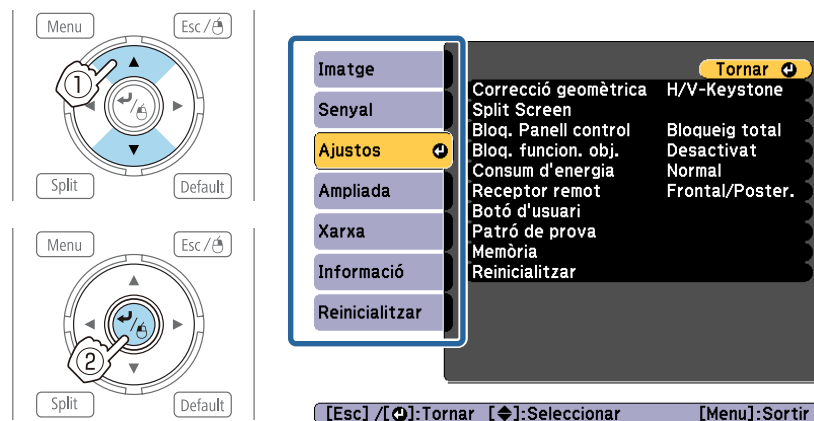 Menu
Esc/
1
Split
Default
Menu
Esc/
2
Split
Default
Imatge
Senyal
Ajustos
Ampliada
Xarxa
Informació
Reinicialitzar
Tornar
Correcció geomètrica H/V-Keystone
Split Screen
Bloq. Panell control Bloqueig total
Bloq. funcion. obj. Desactivat
Consum d'energia Normal
Receptor remot Frontal/Poster.
Botó d'usuari
Patró de prova
Memòria
Reinicialitzar
[Esc] /[ ]:Tornar [ ]:Seleccionar [Menu]:Sortir